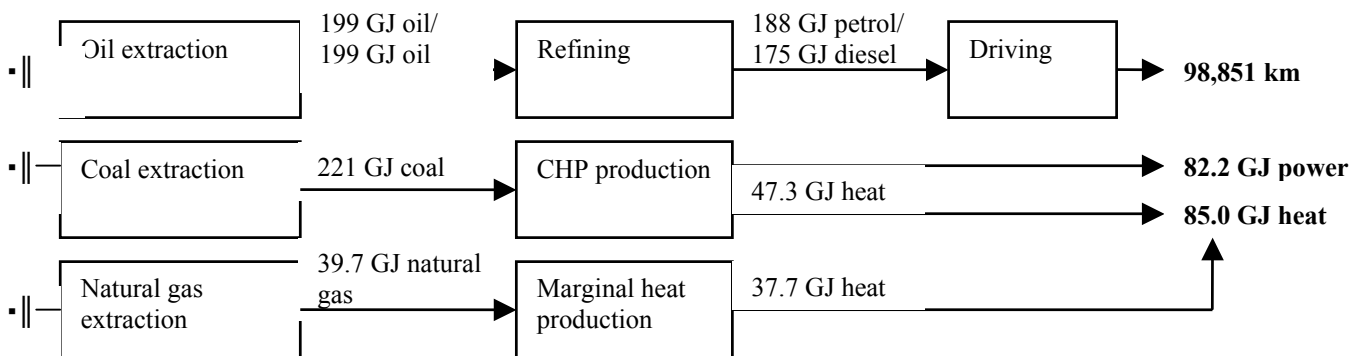 Oil extraction
199 GJ oil/
199 GJ oil
Refining
188 GJ petrol/
175 GJ diesel
Driving
98,851 km
Coal extraction
221 GJ coal
CHP production
47.3 GJ heat
82.2 GJ power
85.0 GJ heat
Natural gas
extraction
39.7 GJ natural
gas
Marginal heat
production
37.7 GJ heat